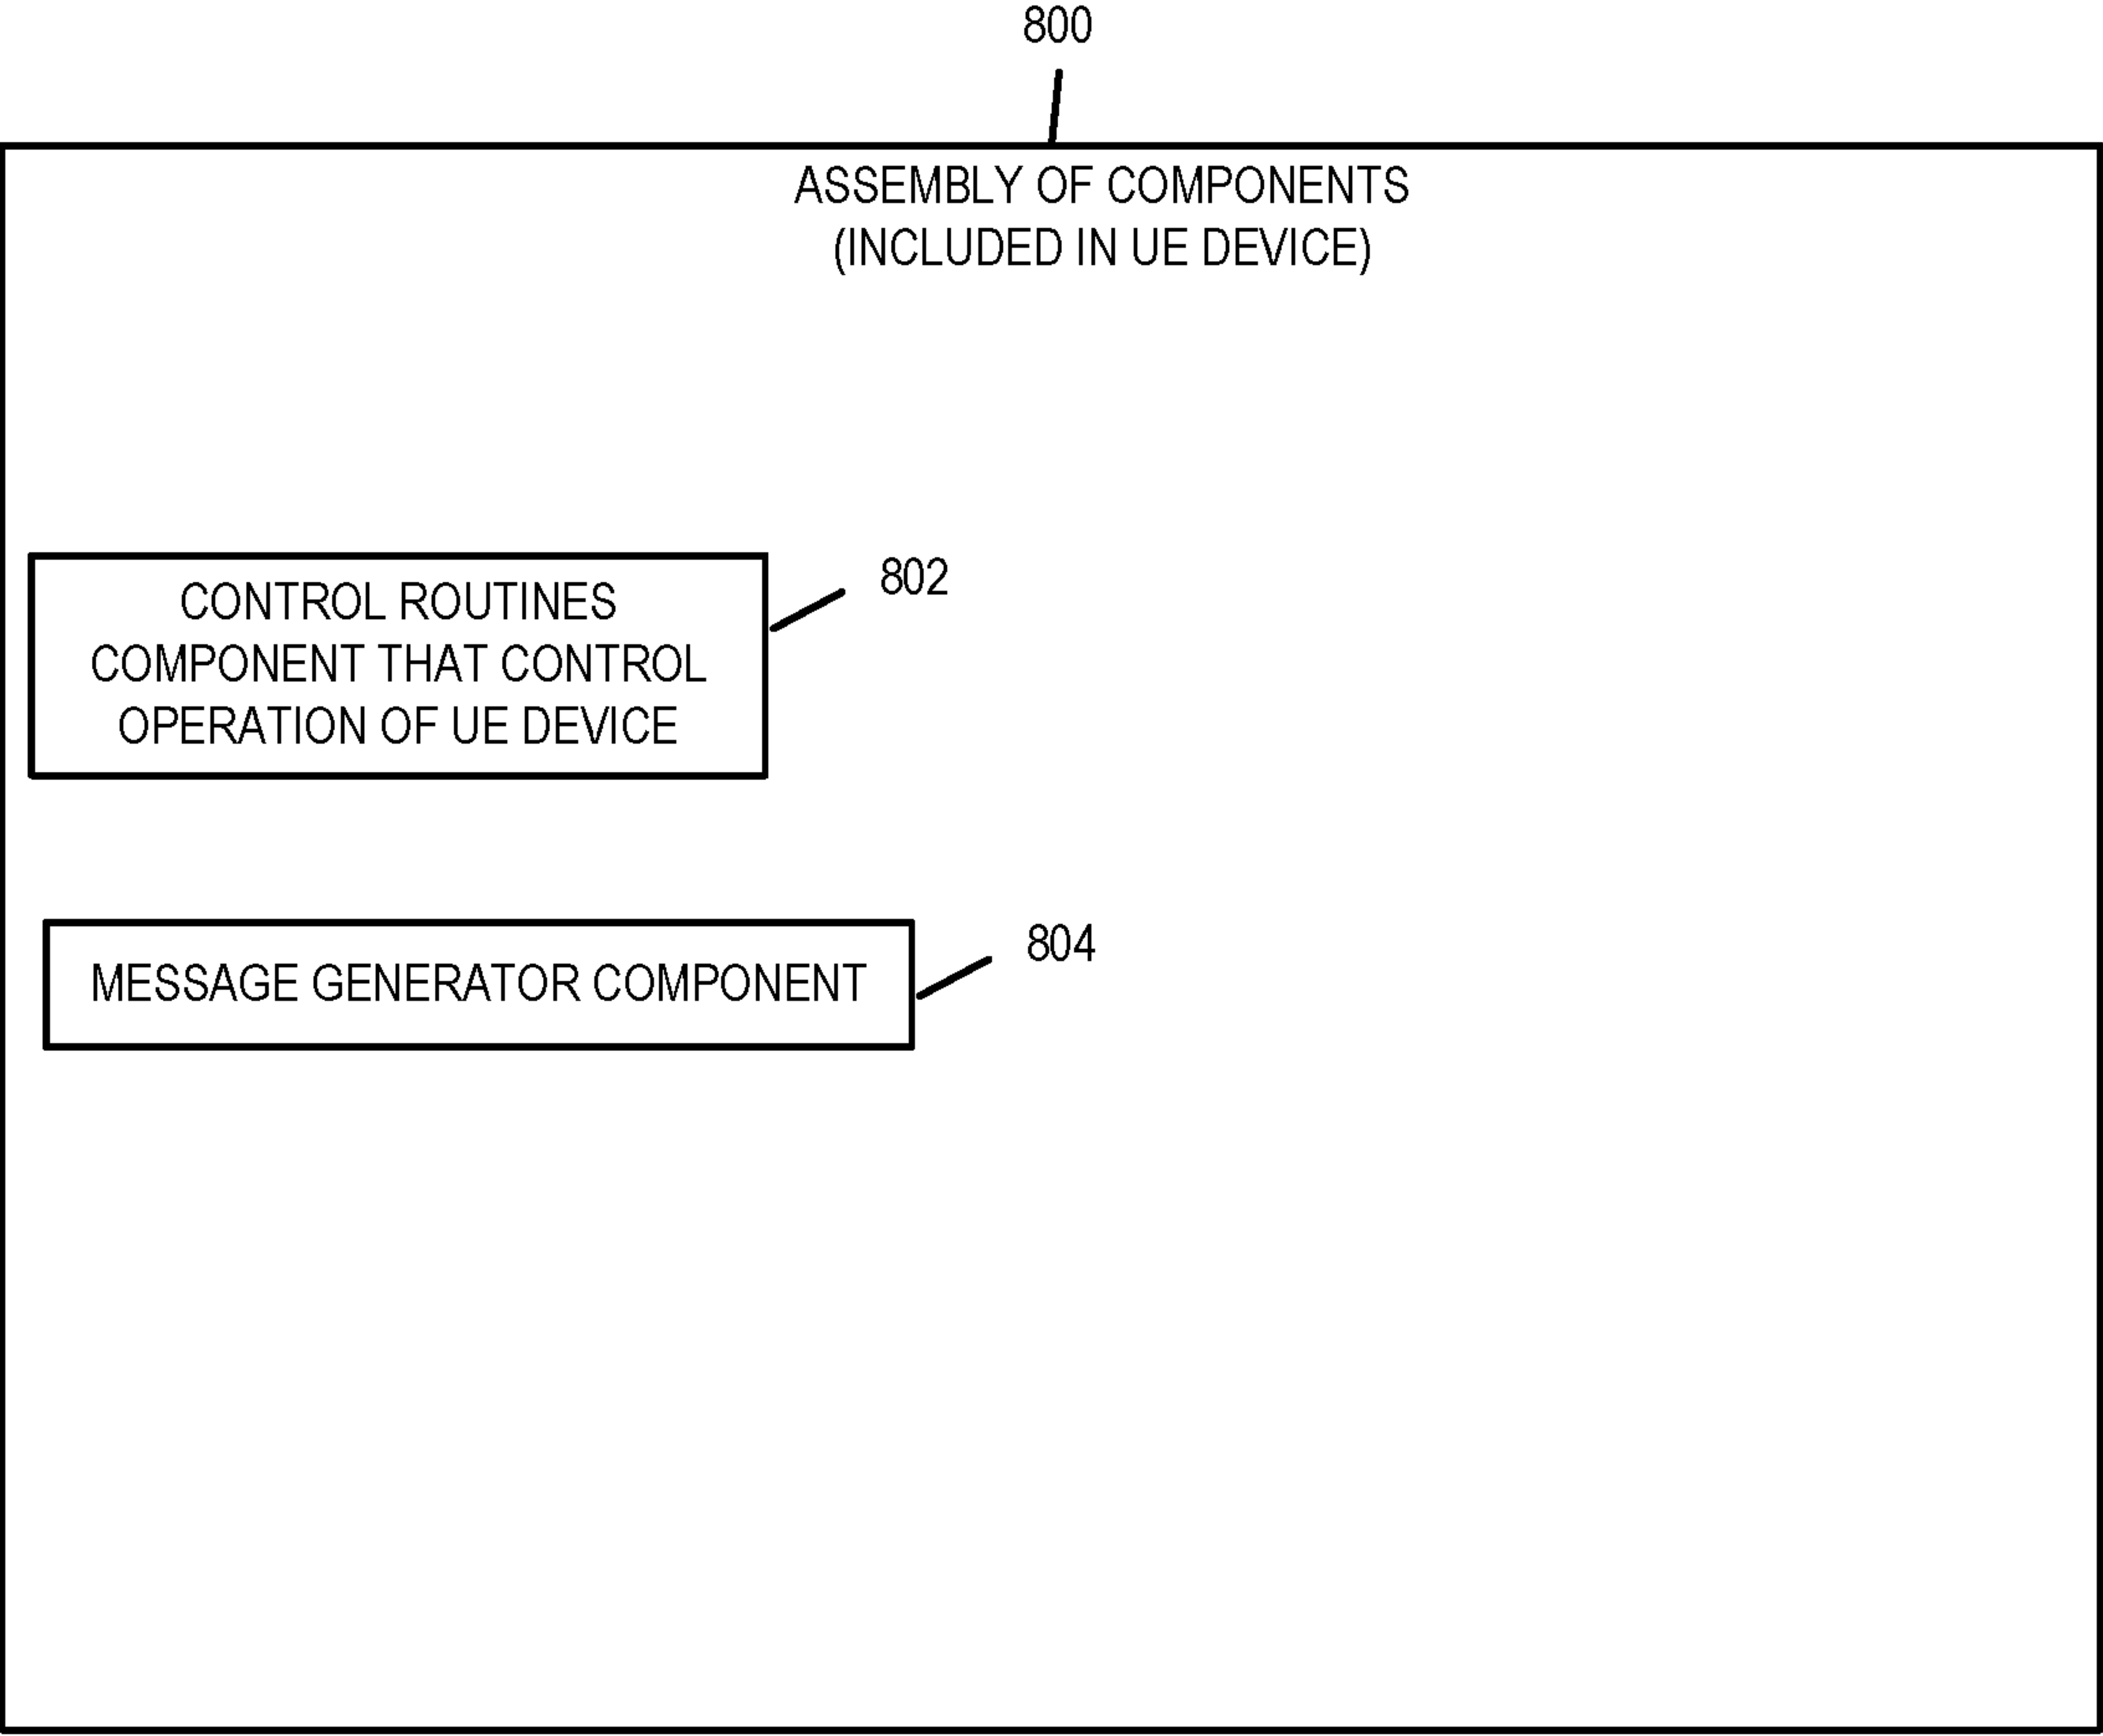 800
ASSEMBLY OF COMPONENTS
(INCLUDED IN UE DEVICE)
CONTROL ROUTINES
COMPONENT THAT CONTROL
OPERATION OF UE DEVICE
802
MESSAGE GENERATOR COMPONENT
804